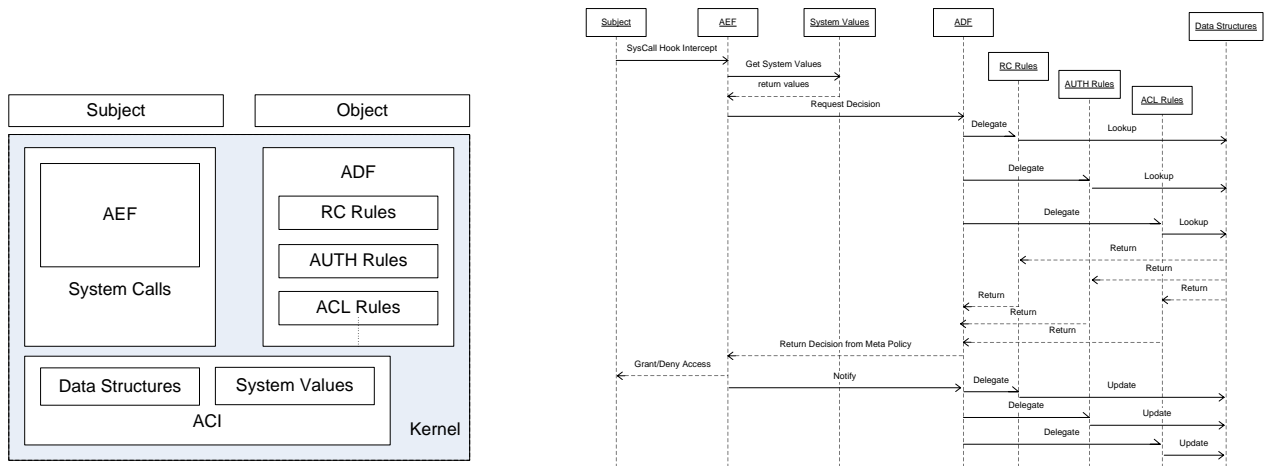 Subject
Object
AEF
System Calls
ADF
RC Rules
AUTH Rules
ACL Rules
Data Structures
System Values
ACI
Kernel
Subject
AEF
System Values
ADF
Data Structures
RC Rules
AUTH Rules
ACL Rules
SysCall Hook Intercept
Get System Values
return values
Request Decision
Delegate
Lookup
Delegate
Lookup
Delegate
Lookup
Return
Return
Return
Return
Return
Return
Return Decision from Meta Policy
Grant/Deny Access
Notify
Delegate
Update
Delegate
Update
Delegate
Update